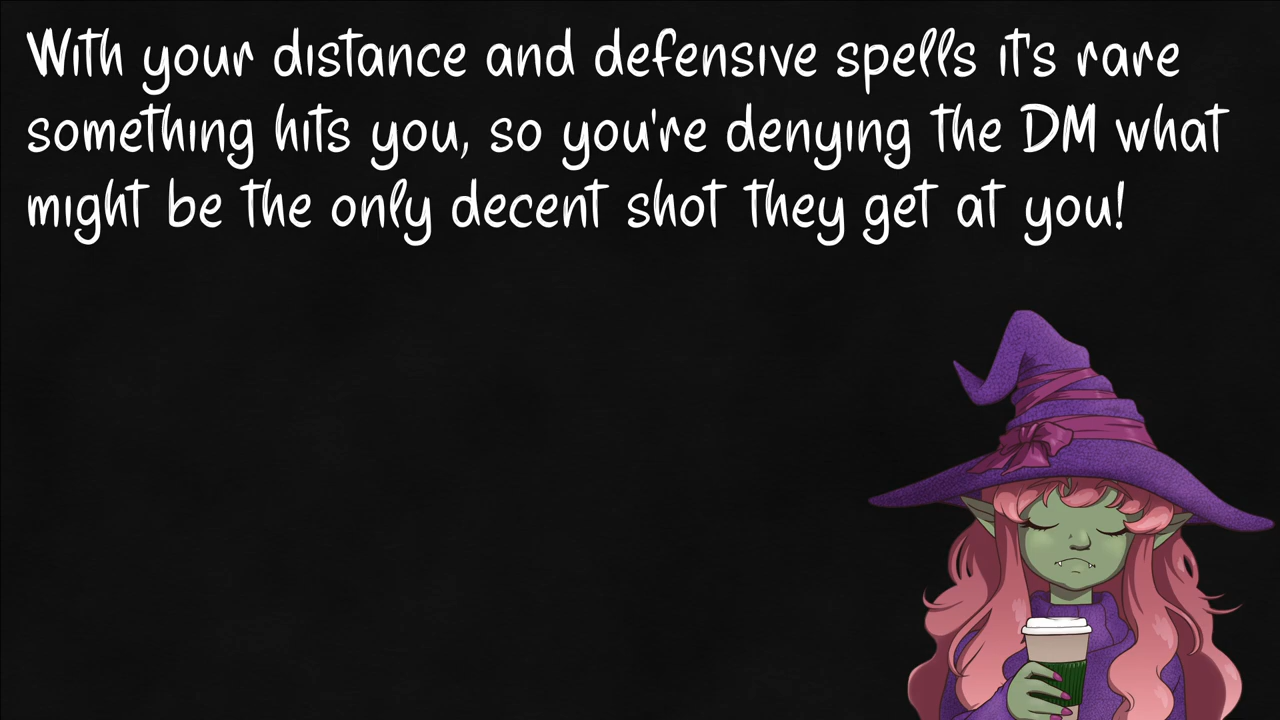 With your distance and defensive spells it's rare
something hits you, so you're denying the DM what
might be the only decent shot they get at you!